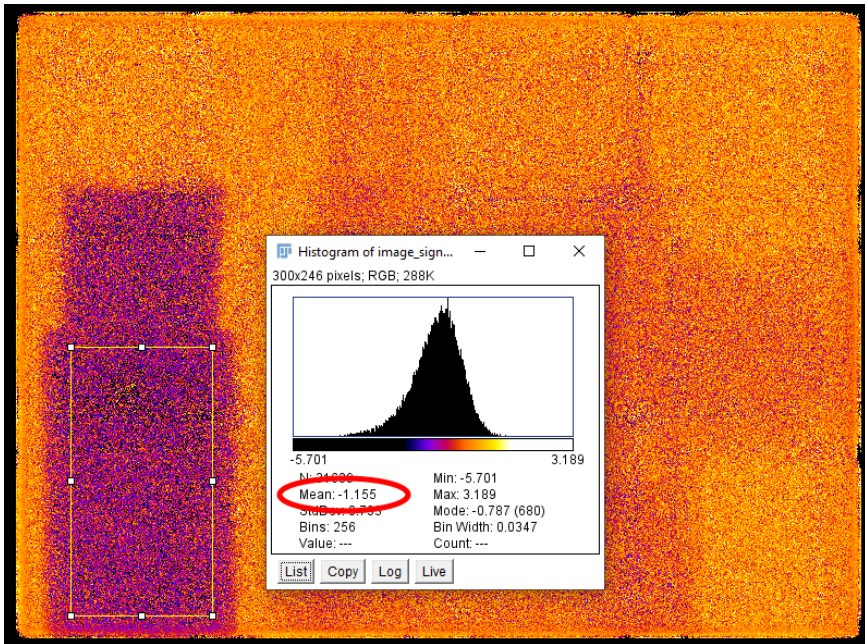 Histogram of image_sign...
300x246 pixels; RGB; 288K
-5.701 3.189
N: Min: -5.701
Mean: -1.155 Max: 3.189
StdDev: Mode: -0.787 (680)
Bins: 256 Bin Width: 0.0347
Value: --- Count: ---
List Copy Log Live